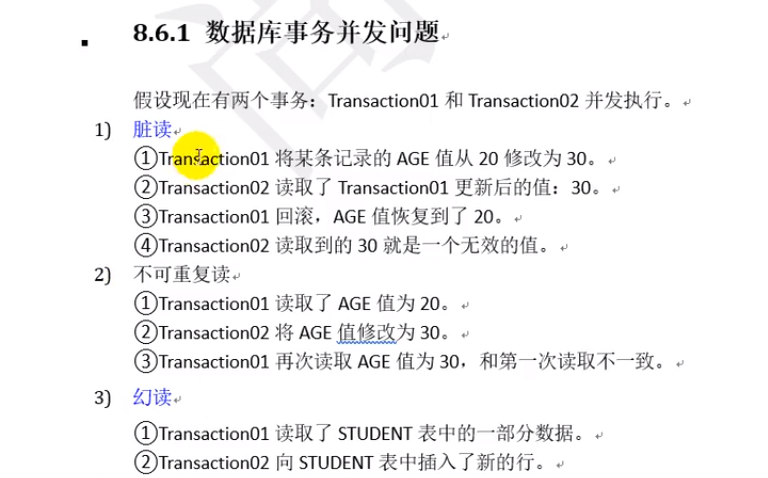 8.6.1 数据库事务并发问题
假设现在有两个事务：Transaction01 和 Transaction02 并发执行。
1) 脏读
①Transaction01 将某条记录的 AGE 值从 20 修改为 30。
②Transaction02 读取了 Transaction01 更新后的值：30。
③Transaction01 回滚，AGE 值恢复到了 20。
④Transaction02 读取到的 30 就是一个无效的值。
2) 不可重复读
①Transaction01 读取了 AGE 值为 20。
②Transaction02 将 AGE 值修改为 30。
③Transaction01 再次读取 AGE 值为 30，和第一次读取不一致。
3) 幻读
①Transaction01 读取了 STUDENT 表中的一部分数据。
②Transaction02 向 STUDENT 表中插入了新的行。